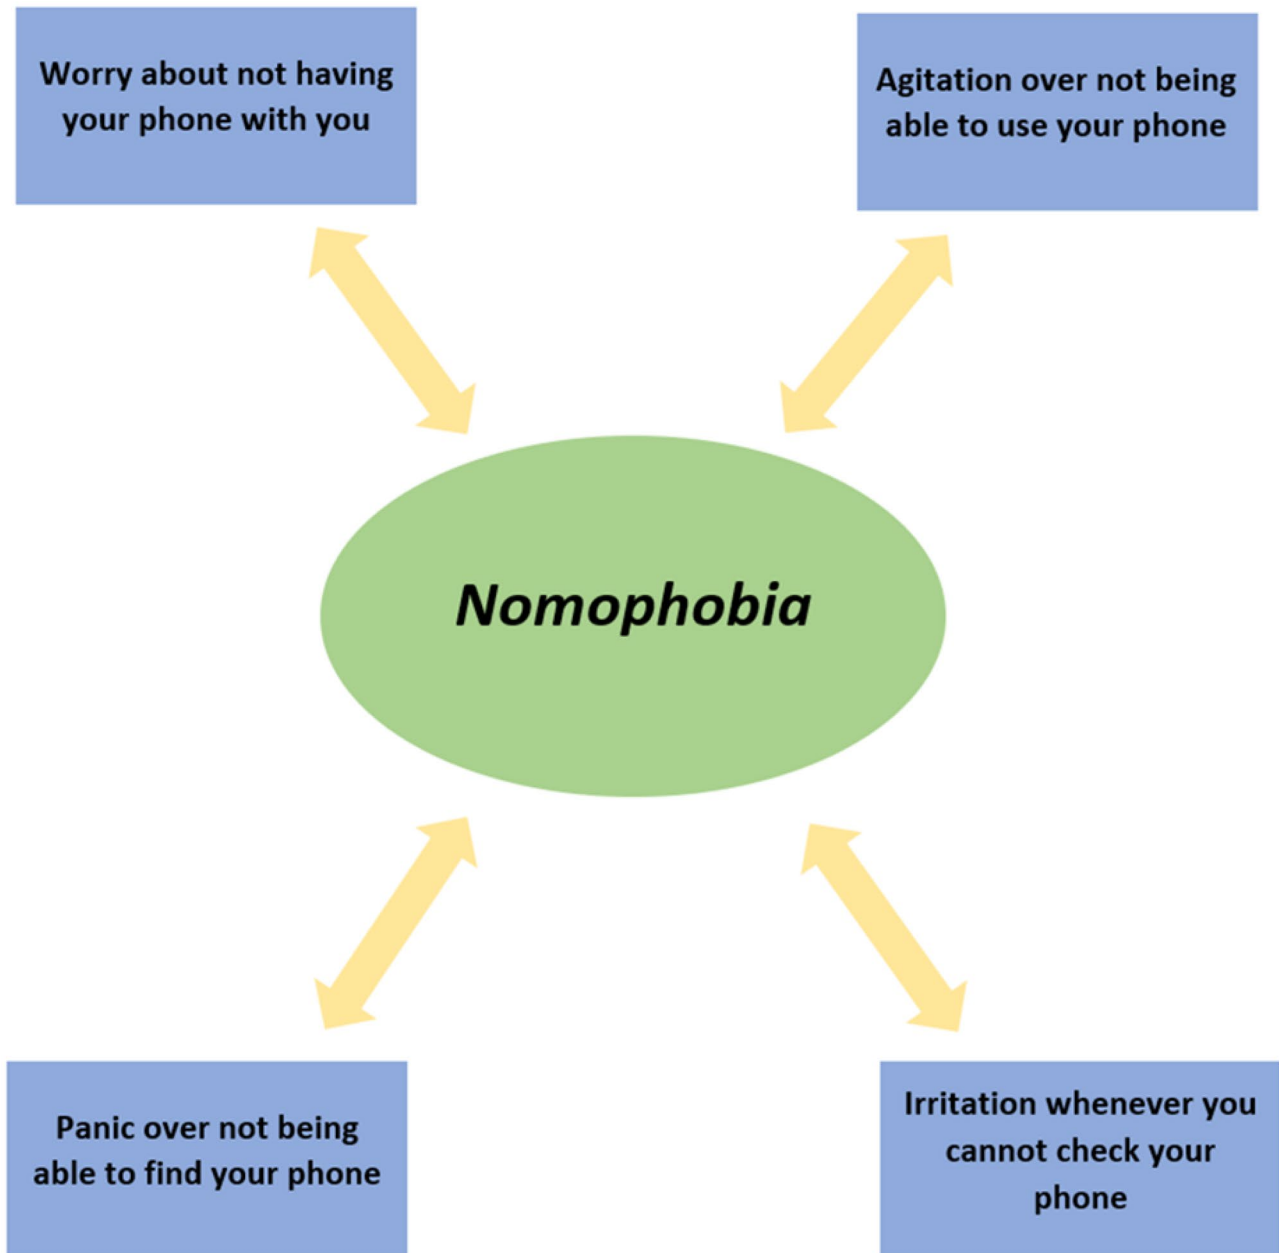 Worry about not having
your phone with you
Agitation over not being
able to use your phone
Nomophobia
Panic over not being
able to find your phone
Irritation whenever you
cannot check your
phone